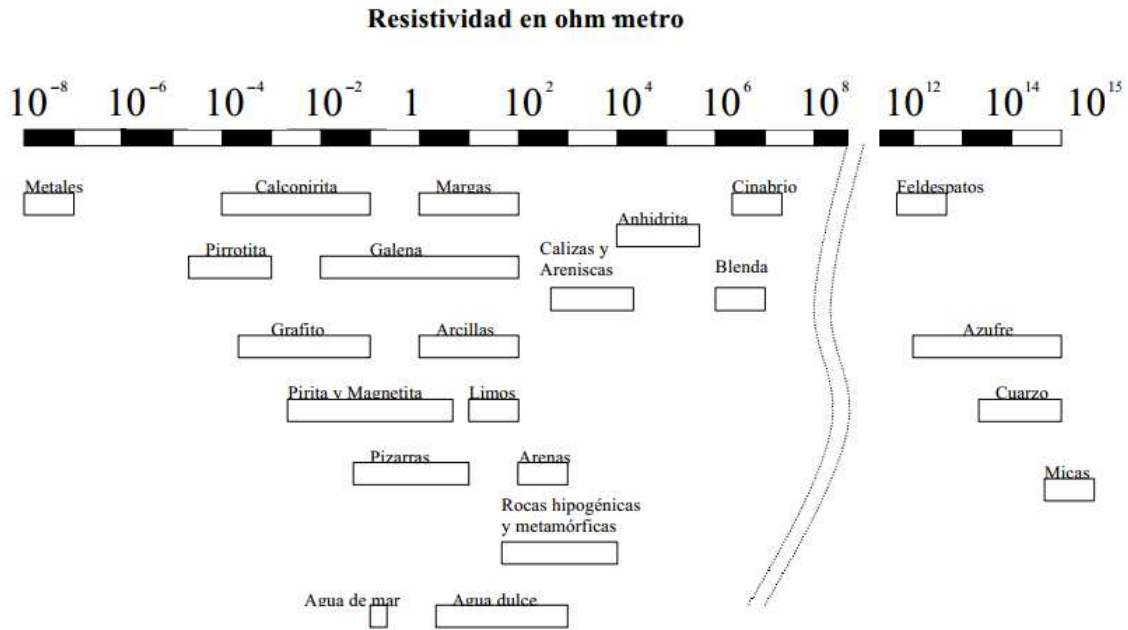 Resistividad en ohm metro
10⁻⁸ 10⁻⁶ 10⁻⁴ 10⁻² 1 10² 10⁴ 10⁶ 10⁸ 10¹² 10¹⁴ 10¹⁵
Metales Calcopirita Margas Cinabrio Feldespatos
Anhidrita
Pirrotita Galena Calizas y
Areniscas Blenda
Grafito Arcillas Azufre
Pirita y Magnetita Limos Cuarzo
Pizarras Arenas Micas
Rocas hipogénicas
y metamórficas
Agua de mar Agua dulce